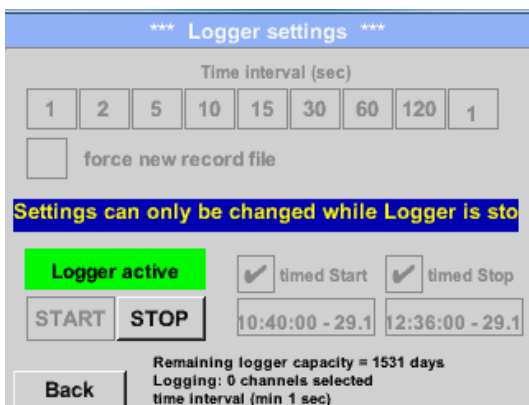 *** Logger settings ***
Time interval (sec)
1 2 5 10 15 30 60 120 1
force new record file
Settings can only be changed while Logger is sto
Logger active
timed Start timed Stop
START STOP 10:40:00 - 29.1 12:36:00 - 29.1
Remaining logger capacity = 1531 days
Logging: 0 channels selected
time interval (min 1 sec)
Back